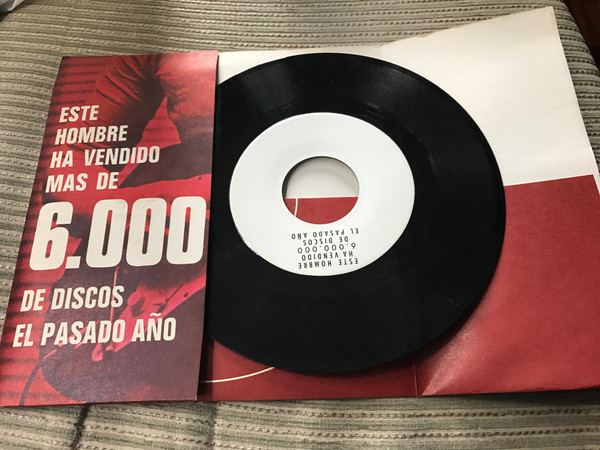 ESTE
HOMBRE
HA VENDIDO
MAS DE
6.000
DE DISCOS
EL PASADO AÑO
ESTE HOMBRE
HA VENDIDO
6.000.000
DE DISCOS
EL PASADO AÑO